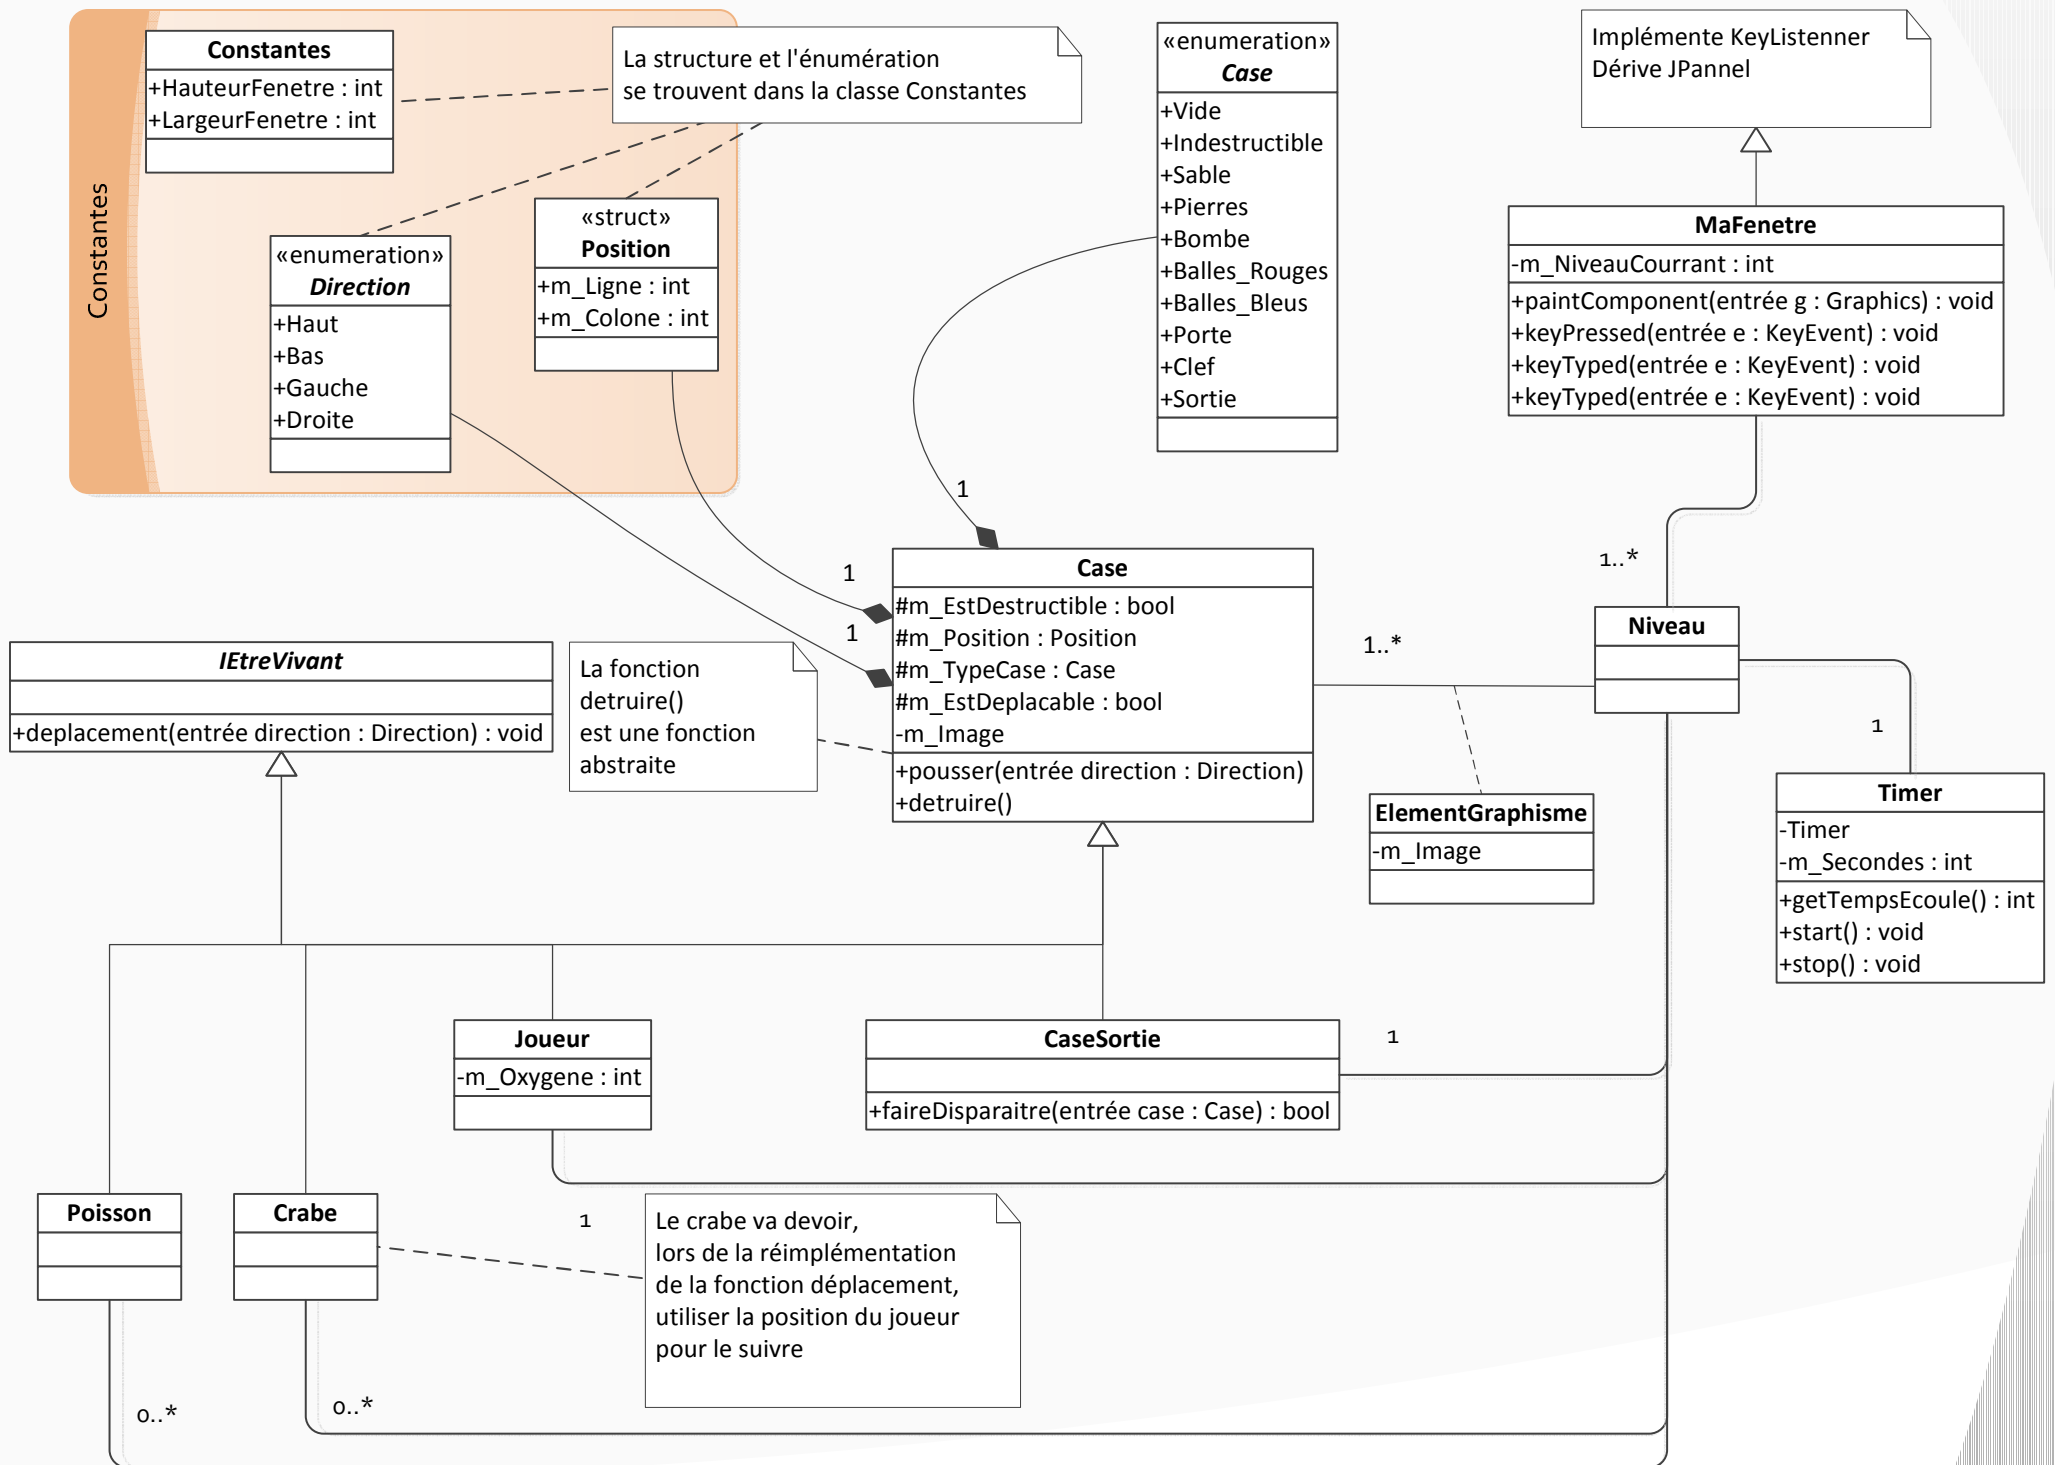 Constantes
Constantes
+HauteurFenetre : int
+LargeurFenetre : int
La structure et l'énumération
se trouvent dans la classe Constantes
«enumeration»
Direction
+Haut
+Bas
+Gauche
+Droite
«struct»
Position
+m_Ligne : int
+m_Colone : int
«enumeration»
Case
+Vide
+Indestructible
+Sable
+Pierres
+Bombe
+Balles_Rouges
+Balles_Bleus
+Porte
+Clef
+Sortie
Implémente KeyListenner
Dérive JPannel
MaFenetre
-m_NiveauCourrant : int
+paintComponent(entrée g : Graphics) : void
+keyPressed(entrée e : KeyEvent) : void
+keyTyped(entrée e : KeyEvent) : void
+keyTyped(entrée e : KeyEvent) : void
1
1
1
1..*
1..*
1
IEtreVivant
+deplacement(entrée direction : Direction) : void
La fonction
detruire()
est une fonction
abstraite
Case
#m_EstDestructible : bool
#m_Position : Position
#m_TypeCase : Case
#m_EstDeplacable : bool
-m_Image
+pousser(entrée direction : Direction)
+detruire()
Niveau
ElementGraphisme
-m_Image
Timer
-Timer
-m_Secondes : int
+getTempsEcoule() : int
+start() : void
+stop() : void
Joueur
-m_Oxygene : int
CaseSortie
+faireDisparaitre(entrée case : Case) : bool
1
Poisson
Crabe
1
Le crabe va devoir,
lors de la réimplémentation
de la fonction déplacement,
utiliser la position du joueur
pour le suivre
0..*
0..*